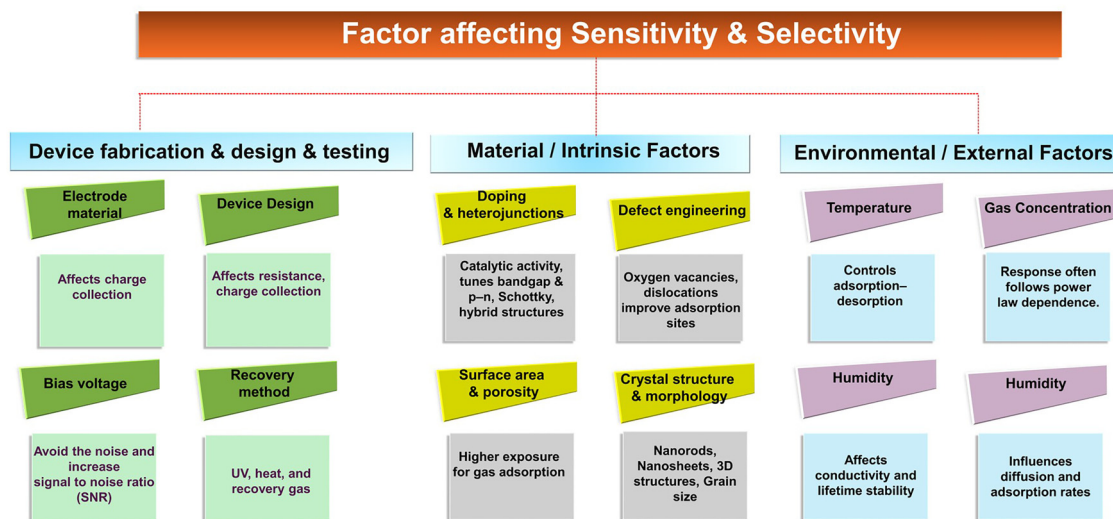 Factor affecting Sensitivity & Selectivity
Device fabrication & design & testing
Electrode
material
Affects charge
collection
Device Design
Affects resistance,
charge collection
Bias voltage
Avoid the noise and
increase
signal to noise ratio
(SNR)
Recovery
method
UV, heat, and
recovery gas
Material / Intrinsic Factors
Doping
& heterojunctions
Catalytic activity,
tunes bandgap &
p–n, Schottky,
hybrid structures
Defect engineering
Oxygen vacancies,
dislocations
improve adsorption
sites
Surface area
& porosity
Higher exposure
for gas adsorption
Crystal structure
& morphology
Nanorods,
Nanosheets, 3D
structures, Grain
size
Environmental / External Factors
Temperature
Controls
adsorption–
desorption
Gas Concentration
Response often
follows power
law dependence.
Humidity
Affects
conductivity and
lifetime stability
Humidity
Influences
diffusion and
adsorption rates